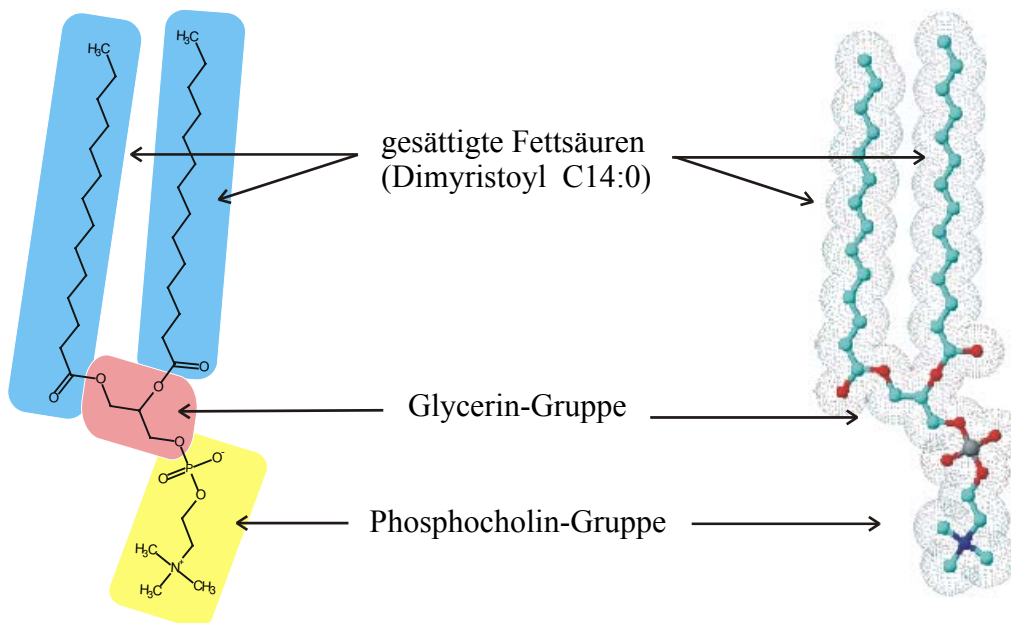 H₃C
H₃C
gesättigte Fettsäuren
(Dimyristoyl C14:0)
O
O
O
O
Glycerin-Gruppe
O
O⁻
P
O
O
Phosphocholin-Gruppe
H₃C
N⁺
H₃C
CH₃